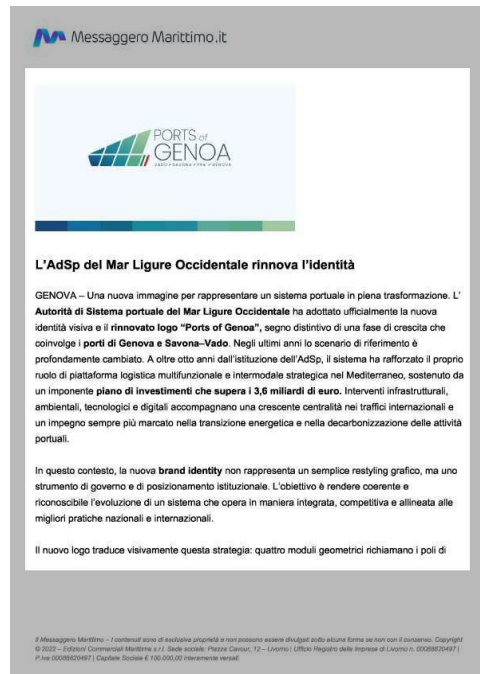 Messaggero Marittimo.it
PORTS of
GENOA
L'AdSp del Mar Ligure Occidentale rinnova l'identità
GENOVA – Una nuova immagine per rappresentare un sistema portuale in piena trasformazione. L'
Autorità di Sistema portuale del Mar Ligure Occidentale ha adottato ufficialmente la nuova
identità visiva e il rinnovato logo “Ports of Genoa”, segno distintivo di una fase di crescita che
coinvolge i porti di Genova e Savona–Vado. Negli ultimi anni lo scenario di riferimento è
profondamente cambiato. A oltre otto anni dall'istituzione dell'AdSp, il sistema ha rafforzato il proprio
ruolo di piattaforma logistica multifunzionale e intermodale strategica nel Mediterraneo, sostenuto da
un imponente piano di investimenti che supera i 3,6 miliardi di euro. Interventi infrastrutturali,
ambientali, tecnologici e digitali accompagnano una crescente centralità nei traffici internazionali e
un impegno sempre più marcato nella transizione energetica e nella decarbonizzazione delle attività
portuali.
In questo contesto, la nuova brand identity non rappresenta un semplice restyling grafico, ma uno
strumento di governo e di posizionamento istituzionale. L'obiettivo è rendere coerente e
riconoscibile l'evoluzione di un sistema che opera in maniera integrata, competitiva e allineata alle
migliori pratiche nazionali e internazionali.
Il nuovo logo traduce visivamente questa strategia: quattro moduli geometrici richiamano i poli di
Il Messaggero Marittimo – I contenuti sono di esclusiva proprietà e non possono essere divulgati sotto alcuna forma se non con il consenso. Copyright
© 2022 – Edizioni Commerciali Marittime s.r.l. Sede sociale: Piazza Cavour, 12 – Livorno | Ufficio Registro delle Imprese di Livorno n. 00088620497 |
P.Iva 00088620497 | Capitale Sociale € 100.000,00 interamente versati